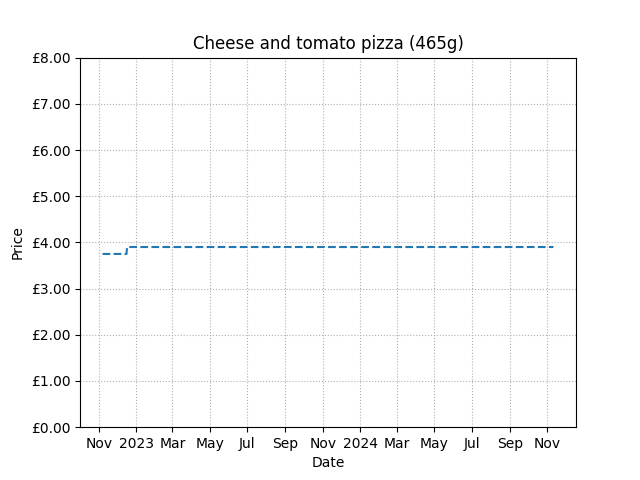 Cheese and tomato pizza (465g)
£8.00
£7.00
£6.00
£5.00
£4.00
£3.00
£2.00
£1.00
£0.00
Price
Nov 2023 Mar May Jul Sep Nov 2024 Mar May Jul Sep Nov
Date